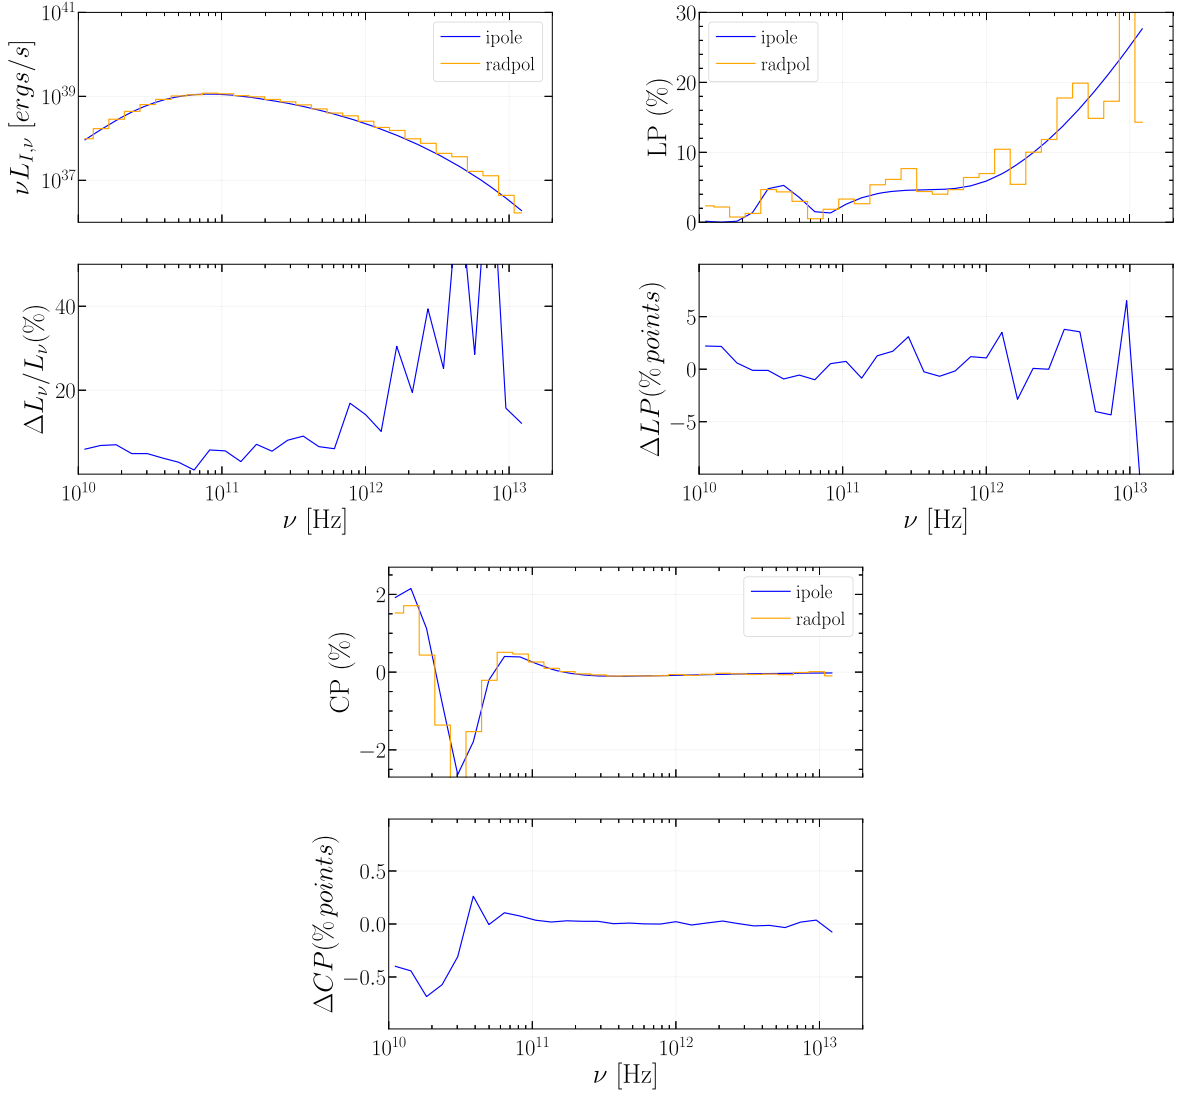 10^41
10^39
10^37
νL_{I,ν} [ergs/s]
ipole
radpol
30
20
10
0
LP (%)
ipole
radpol
40
20
ΔL_ν/L_ν(%)
10^10 10^11 10^12 10^13
ν [Hz]
5
0
−5
ΔLP(% points)
10^10 10^11 10^12 10^13
ν [Hz]
2
0
−2
CP (%)
ipole
radpol
0.5
0.0
−0.5
ΔCP(% points)
10^10 10^11 10^12 10^13
ν [Hz]